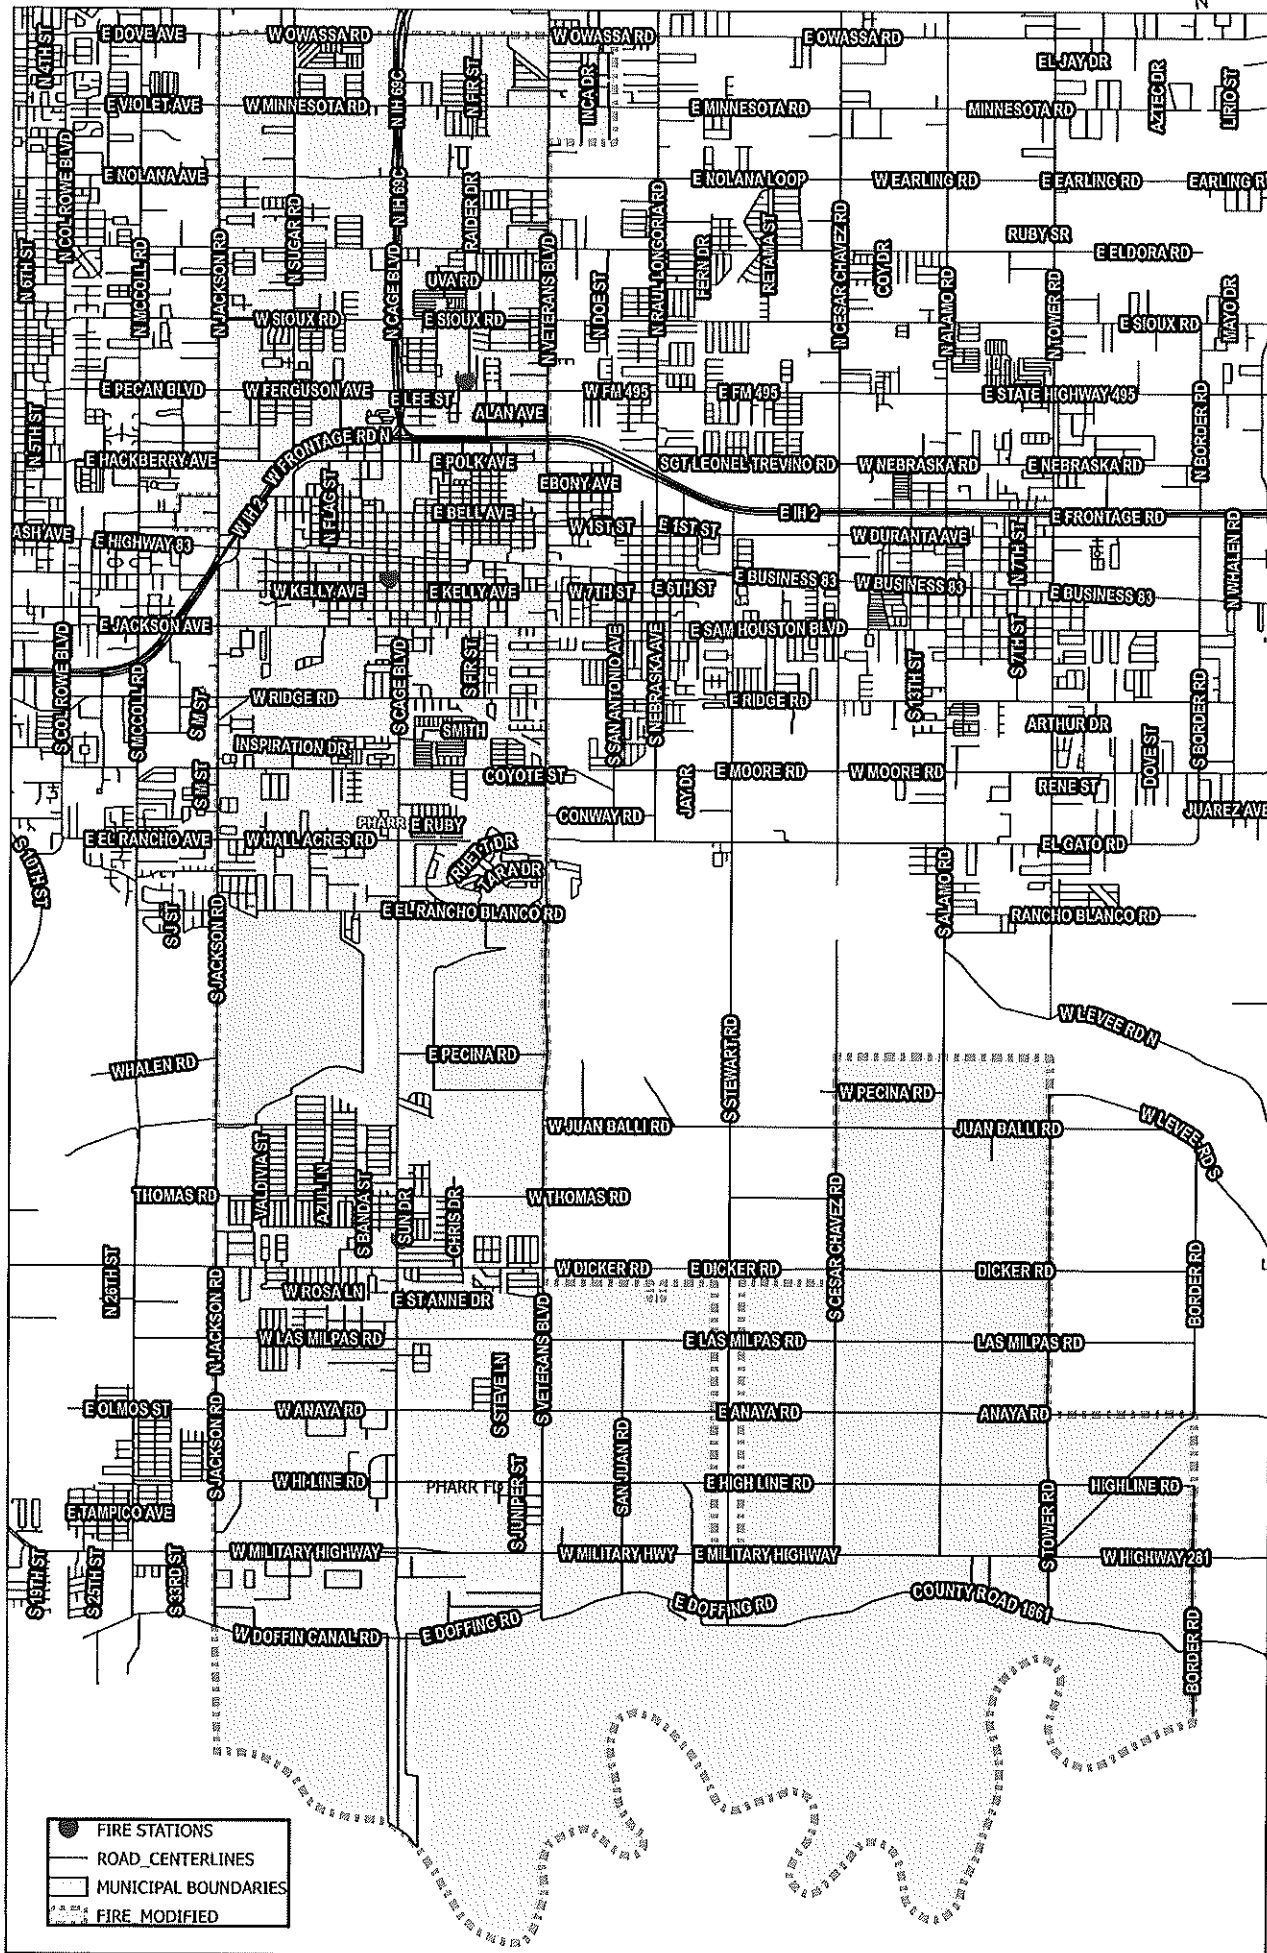 E DOVE AVE
W OWASSA RD
W OWASSA RD
E OWASSA RD
N 4TH ST
N FIR ST
INCA DR
EL JAY DR
AZTEC DR
LIRIO ST
E VIOLET AVE
W MINNESOTA RD
N IH 69C
E MINNESOTA RD
MINNESOTA RD
N COL ROWE BLVD
E NOLANA AVE
N IH 69C
RAIDER DR
E NOLANA LOOP
W EARLING RD
E EARLING RD
EARLING R
N 6TH ST
N MCCOLL RD
N JACKSON RD
N SUGAR RD
N CAGE BLVD
UVA RD
N VETERANS BLVD
N DOE ST
N RAUL LONGORIA RD
FERN DR
RETAMA ST
N CESAR CHAVEZ RD
COY DR
N ALAMO RD
RUBY SR
N TOWER RD
E ELDORA RD
MAYO DR
W SIOUX RD
E SIOUX RD
E SIOUX RD
E PECAN BLVD
W FERGUSON AVE
E LEE ST
ALAN AVE
W FM 495
E FM 495
E STATE HIGHWAY 495
N BORDER RD
N 5TH ST
E HACKBERRY AVE
W FRONTAGE RD N
E POLK AVE
SGT LEONEL TREVINO RD
W NEBRASKA RD
E NEBRASKA RD
EBONY AVE
N FLAG ST
W IH 2
E BELL AVE
W 1ST ST
E 1ST ST
E IH 2
E FRONTAGE RD
ASH AVE
E HIGHWAY 83
W DURANTA AVE
N 7TH ST
N WHALEN RD
W KELLY AVE
E KELLY AVE
W 7TH ST
E 6TH ST
E BUSINESS 83
W BUSINESS 83
E BUSINESS 83
E JACKSON AVE
E SAM HOUSTON BLVD
S COL ROWE BLVD
S MCCOLL RD
S M ST
W RIDGE RD
S CAGE BLVD
S FIR ST
SAN ANTONIO AVE
S NEBRASKA AVE
E RIDGE RD
S 13TH ST
S 7TH ST
S BORDER RD
SMITH
ARTHUR DR
DOVE ST
INSPIRATION DR
S M ST
COYOTE ST
JAY DR
E MOORE RD
W MOORE RD
RENE ST
JUAREZ AVE
PHARR
E RUBY
CONWAY RD
S 10TH ST
E EL RANCHO AVE
W HALL ACRES RD
RHETT DR
TARA DR
EL GATO RD
S J ST
S JACKSON RD
E EL RANCHO BLANCO RD
S ALAMO RD
RANCHO BLANCO RD
W LEVEE RD N
WHALEN RD
E PECINA RD
S STEWART RD
W PECINA RD
W JUAN BALLI RD
JUAN BALLI RD
W LEVEE RD S
VALDIVIA ST
AZUL LN
S BANDA ST
SUN DR
CHRIS DR
THOMAS RD
W THOMAS RD
S CESAR CHAVEZ RD
N 26TH ST
W DICKER RD
E DICKER RD
DICKER RD
BORDER RD
W ROSA LN
E ST ANNE DR
N JACKSON RD
W LAS MILPAS RD
E LAS MILPAS RD
LAS MILPAS RD
S VETERANS BLVD
S STEVE LN
E OLMOS ST
S JACKSON RD
W ANAYA RD
E ANAYA RD
ANAYA RD
SAN JUAN RD
W HI-LINE RD
PHARR FD
S JUNIPER ST
E HIGH LINE RD
HIGHLINE RD
E TAMPICO AVE
S TOWER RD
S 19TH ST
S 26TH ST
S 33RD ST
W MILITARY HIGHWAY
W MILITARY HWY
E MILITARY HIGHWAY
W HIGHWAY 281
COUNTY ROAD 1861
W DOFFIN CANAL RD
E DOFFING RD
E DOFFING RD
BORDER RD
FIRE STATIONS
ROAD_CENTERLINES
MUNICIPAL BOUNDARIES
FIRE_MODIFIED